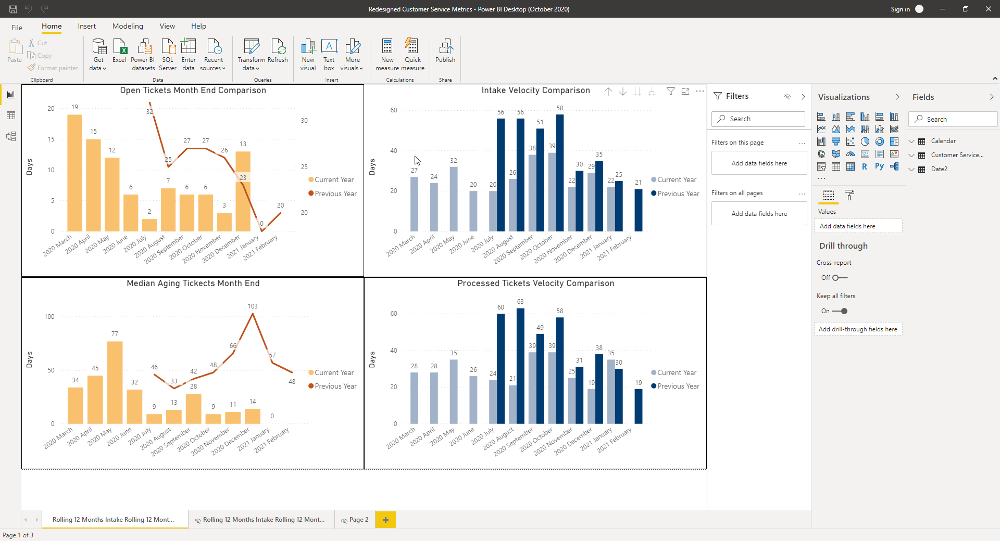 Redesigned Customer Service Metrics - Power BI Desktop (October 2020)
Sign in
File
Home
Insert
Modeling
View
Help
Paste
Cut
Copy
Format painter
Clipboard
Get data
Excel
Power BI datasets
SQL Server
Enter data
Recent sources
Data
Transform data
Refresh
Queries
New visual
Text box
A
More visuals
Insert
New measure
Quick measure
Calculations
Publish
Share
Open Tickets Month End Comparison
Days
20
15
10
5
0
30
25
20
19
15
12
6
2
7
6
6
3
13
32
25
27
27
26
23
0
20
2020 March
2020 April
2020 May
2020 June
2020 July
2020 August
2020 September
2020 October
2020 November
2020 December
2021 January
2021 February
Current Year
Previous Year
Intake Velocity Comparison
Days
60
40
20
0
27
24
32
20
20
56
26
56
38
51
39
58
22
30
29
35
22
25
21
2020 March
2020 April
2020 May
2020 June
2020 July
2020 August
2020 September
2020 October
2020 November
2020 December
2021 January
2021 February
Current Year
Previous Year
Median Aging Tickects Month End
Days
100
50
0
34
45
77
32
9
13
28
9
11
14
0
46
33
42
48
66
103
57
48
2020 March
2020 April
2020 May
2020 June
2020 July
2020 August
2020 September
2020 October
2020 November
2020 December
2021 January
2021 February
Current Year
Previous Year
Processed Tickets Velocity Comparison
Days
60
40
20
0
28
28
35
26
24
60
21
63
39
49
39
58
25
31
19
38
35
30
19
2020 March
2020 April
2020 May
2020 June
2020 July
2020 August
2020 September
2020 October
2020 November
2020 December
2021 January
2021 February
Current Year
Previous Year
Filters
Search
Filters on this page
...
Add data fields here
Filters on all pages
...
Add data fields here
Visualizations
123
R
Py
...
Values
Add data fields here
Drill through
Cross-report
Off
Keep all filters
On
Add drill-through fields here
Fields
Search
Calendar
Customer Service...
Date2
Rolling 12 Months Intake Rolling 12 Mont...
Rolling 12 Months Intake Rolling 12 Mont...
Page 2
+
Page 1 of 3